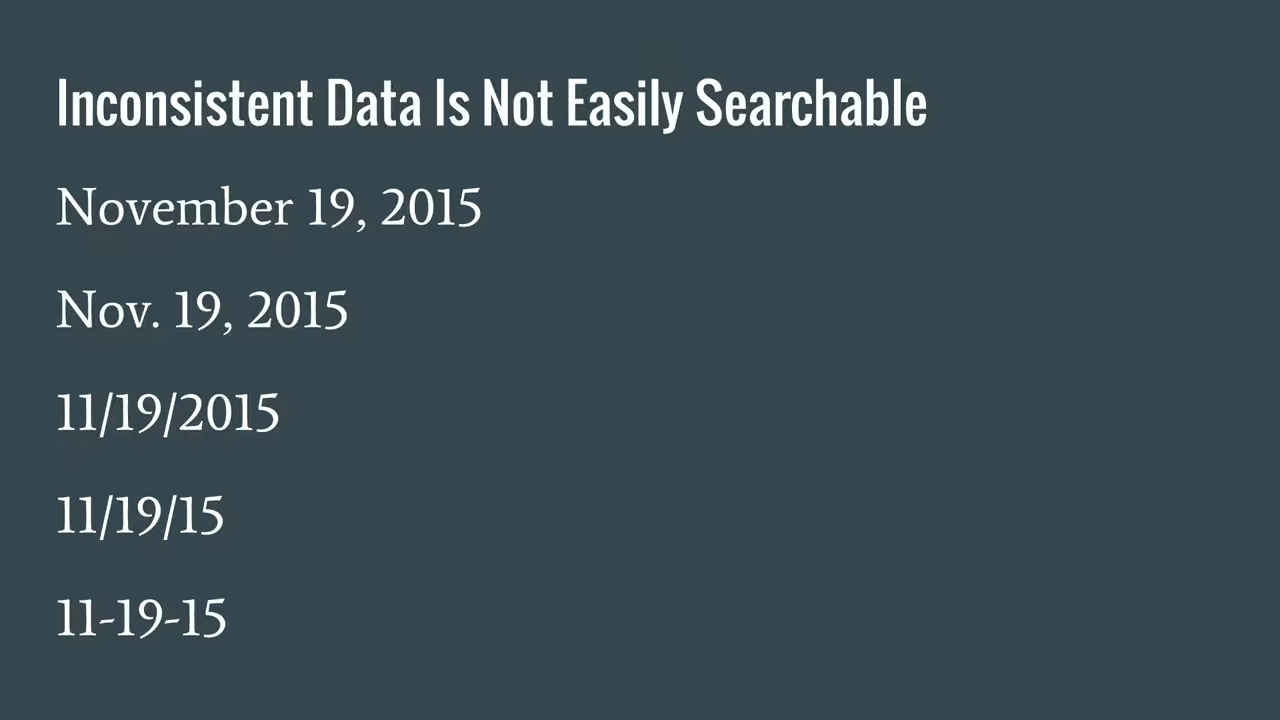 Inconsistent Data Is Not Easily Searchable
November 19, 2015
Nov. 19, 2015
11/19/2015
11/19/15
11-19-15